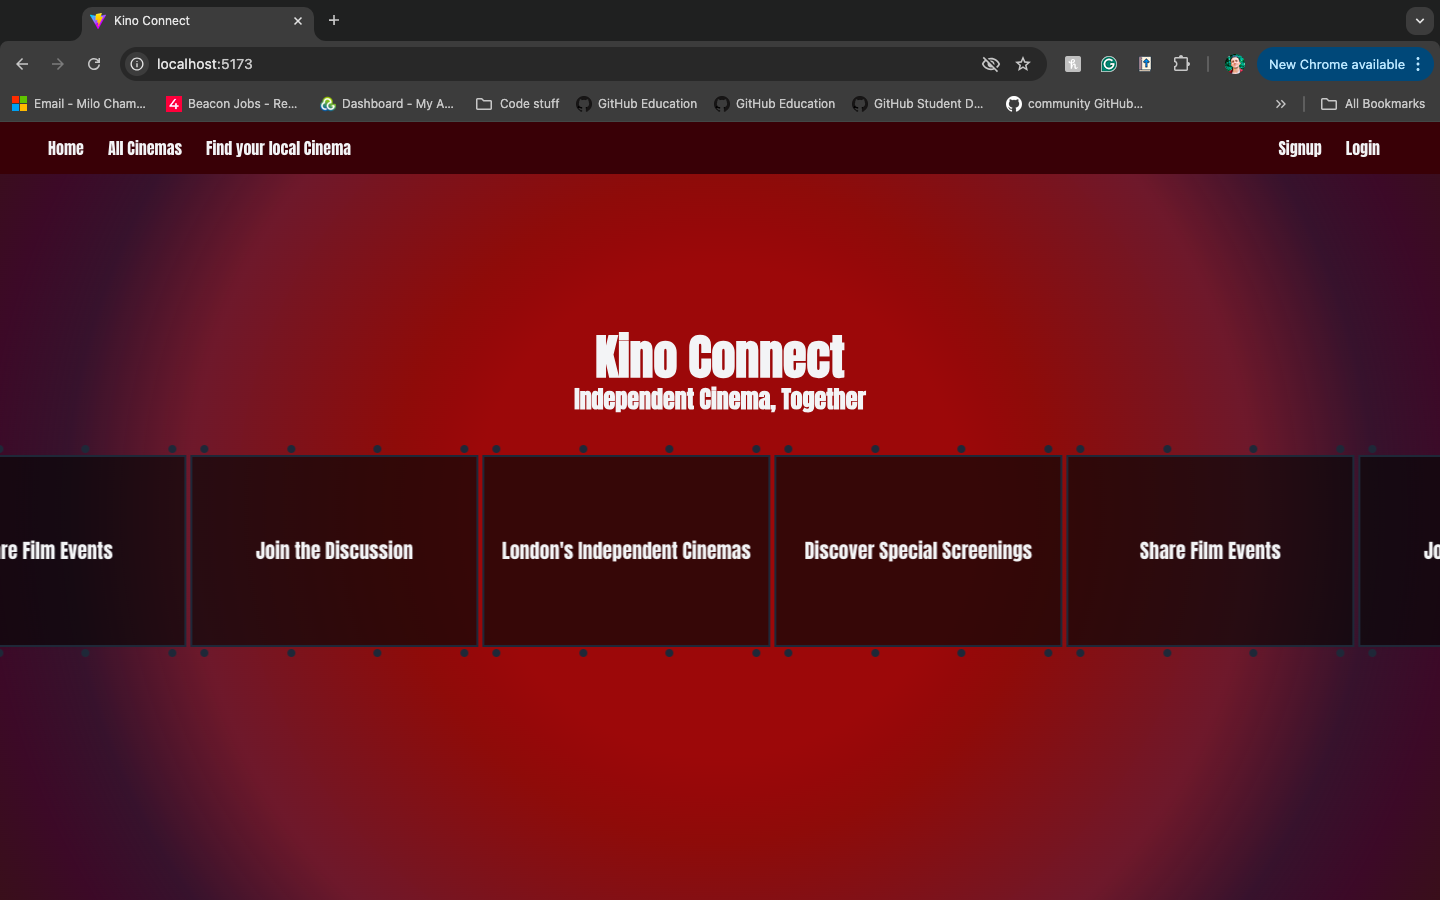 Kino Connect
localhost:5173
New Chrome available
Email - Milo Cham...
Beacon Jobs - Re...
Dashboard - My A...
Code stuff
GitHub Education
GitHub Education
GitHub Student D...
community GitHub...
All Bookmarks
Home
All Cinemas
Find your local Cinema
Signup
Login
Kino Connect
Independent Cinema, Together
re Film Events
Join the Discussion
London's Independent Cinemas
Discover Special Screenings
Share Film Events
Jo